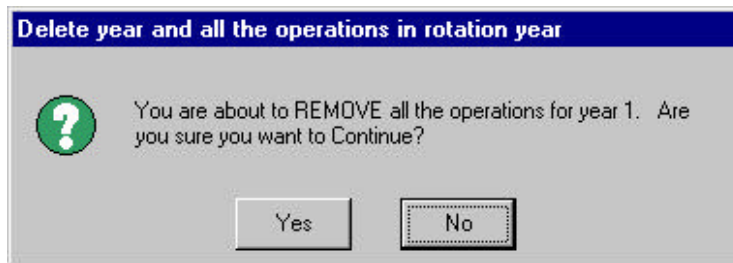 Delete year and all the operations in rotation year
You are about to REMOVE all the operations for year 1.   Are
you sure you want to Continue?
Yes No